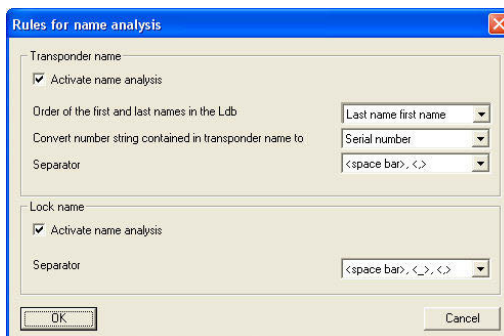 Rules for name analysis
Transponder name
Activate name analysis
Order of the first and last names in the Ldb Last name first name
Convert number string contained in transponder name to Serial number
Separator <space bar>, <,>
Lock name
Activate name analysis
Separator <space bar>, <_>, <,>
OK Cancel